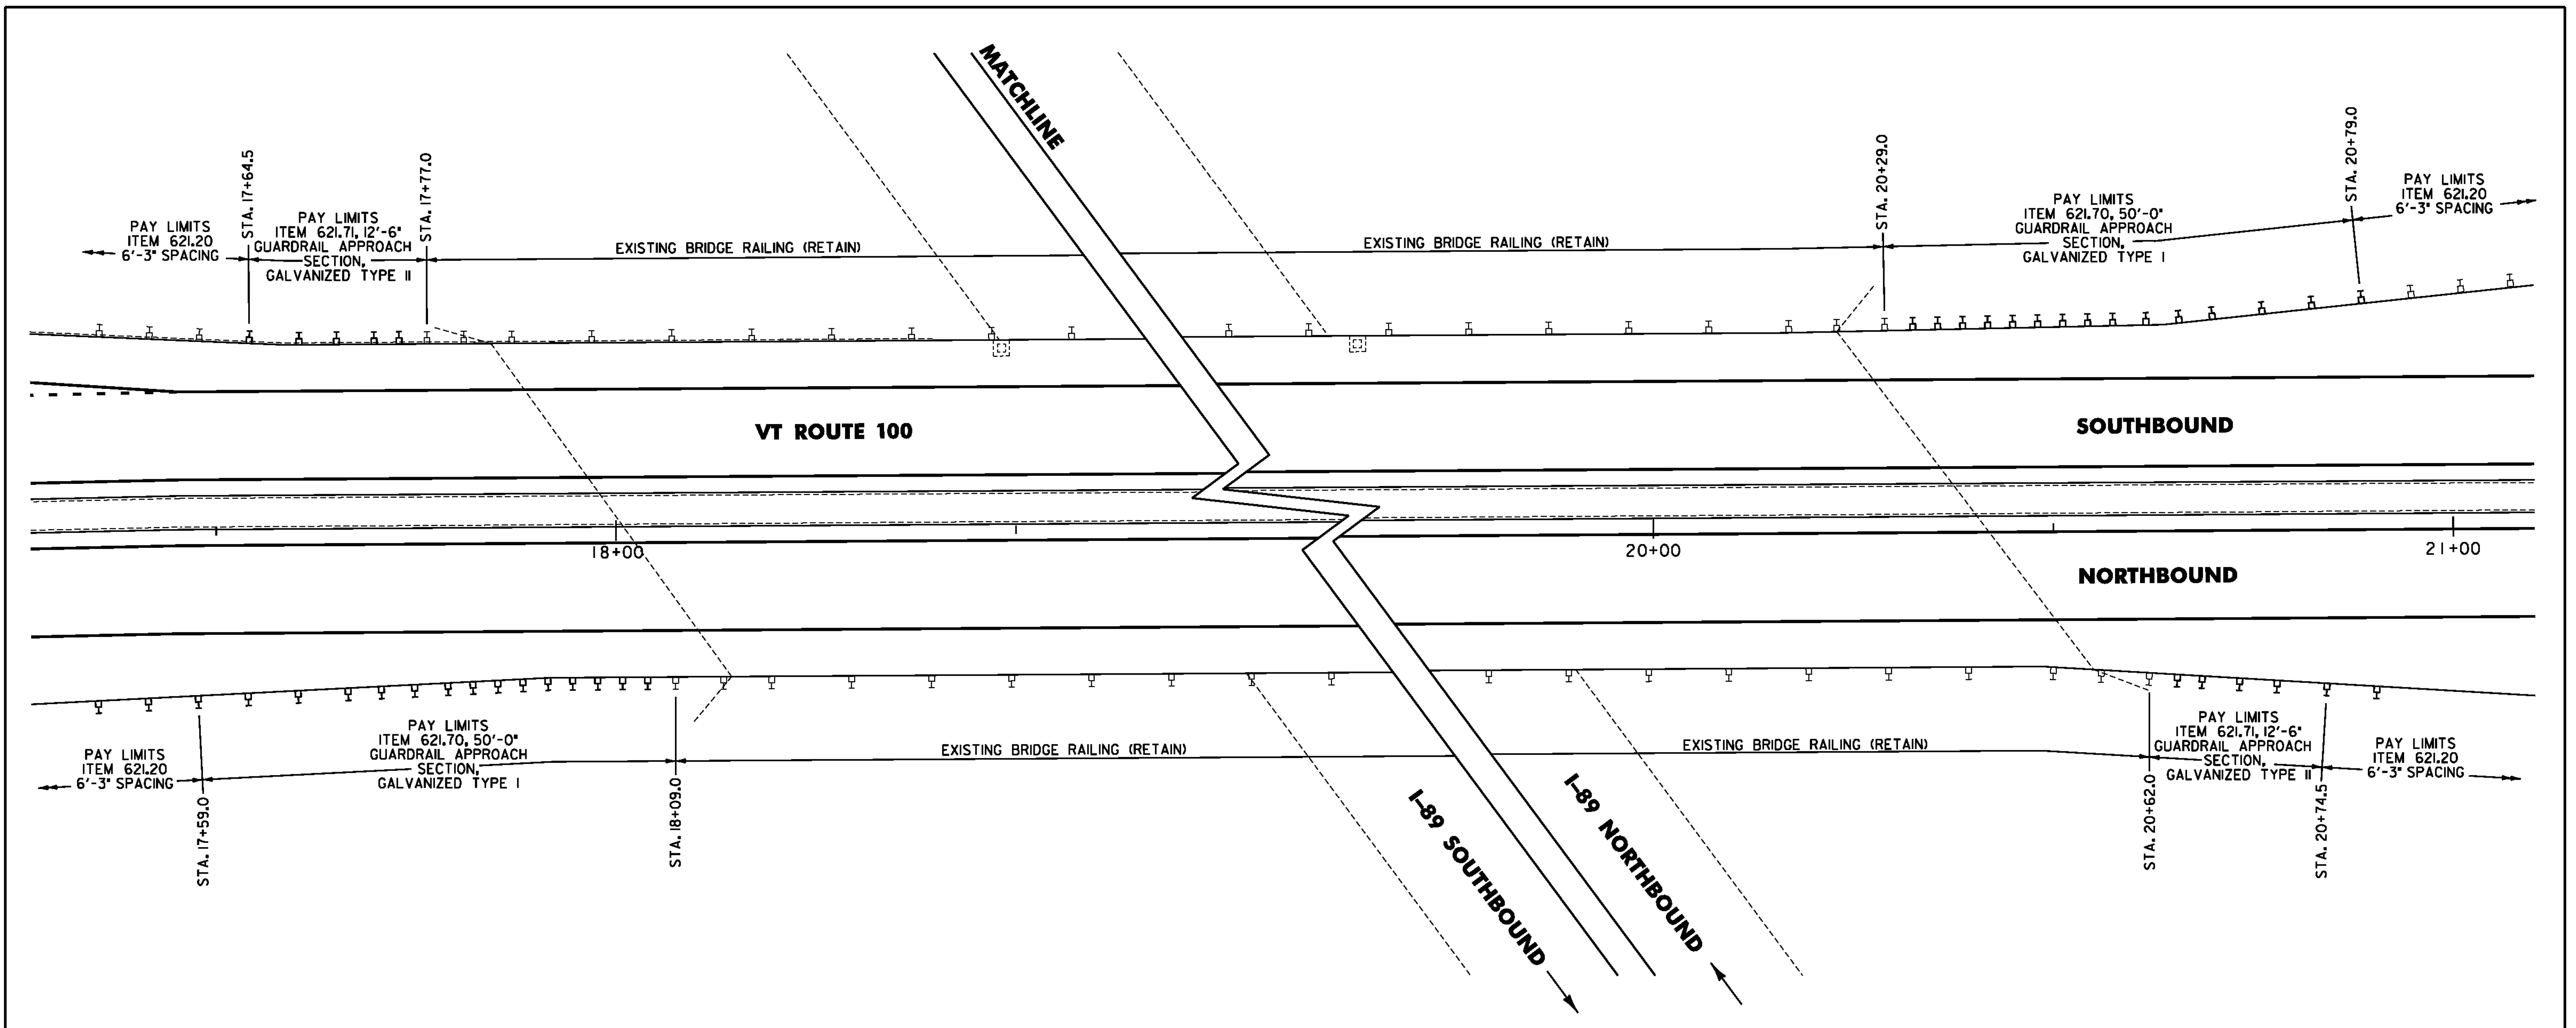 MATCHLINE
STA. 17+64.5
STA. 17+77.0
STA. 20+29.0
STA. 20+79.0
PAY LIMITS
ITEM 621.20
6'-3" SPACING
PAY LIMITS
ITEM 621.71, 12'-6"
GUARDRAIL APPROACH
SECTION,
GALVANIZED TYPE II
EXISTING BRIDGE RAILING (RETAIN)
EXISTING BRIDGE RAILING (RETAIN)
PAY LIMITS
ITEM 621.70, 50'-0"
GUARDRAIL APPROACH
SECTION,
GALVANIZED TYPE I
PAY LIMITS
ITEM 621.20
6'-3" SPACING
VT ROUTE 100
SOUTHBOUND
18+00
20+00
21+00
NORTHBOUND
PAY LIMITS
ITEM 621.20
6'-3" SPACING
PAY LIMITS
ITEM 621.70, 50'-0"
GUARDRAIL APPROACH
SECTION,
GALVANIZED TYPE I
EXISTING BRIDGE RAILING (RETAIN)
EXISTING BRIDGE RAILING (RETAIN)
PAY LIMITS
ITEM 621.71, 12'-6"
GUARDRAIL APPROACH
SECTION,
GALVANIZED TYPE II
PAY LIMITS
ITEM 621.20
6'-3" SPACING
STA. 17+59.0
STA. 18+09.0
I-89 SOUTHBOUND
I-89 NORTHBOUND
STA. 20+62.0
STA. 20+74.5